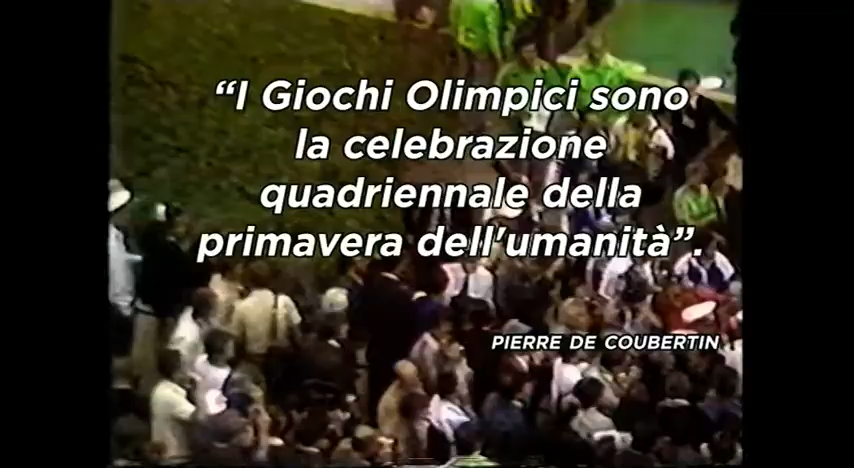 “I Giochi Olimpici sono
la celebrazione
quadriennale della
primavera dell'umanità”.
PIERRE DE COUBERTIN